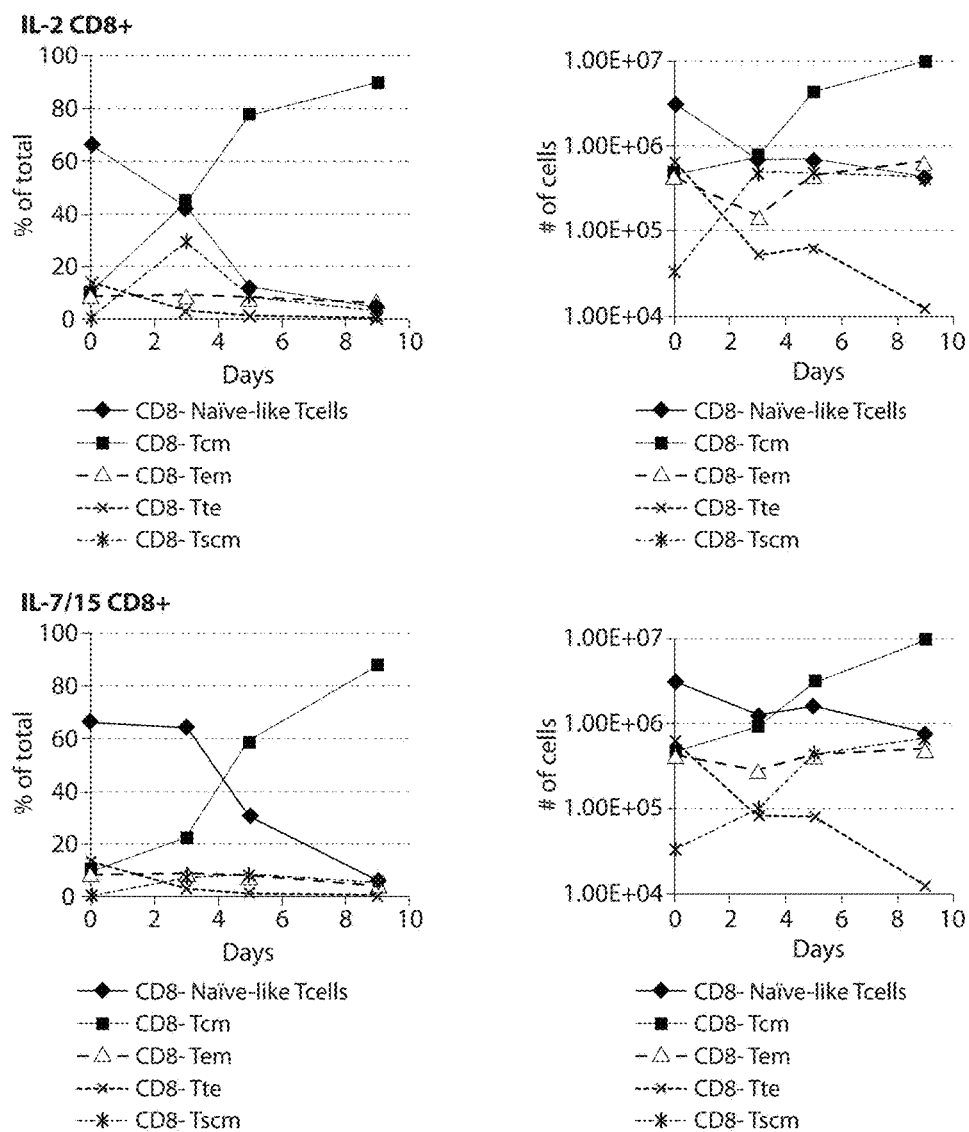 IL-2 CD8+
100
80
60
40
20
0
% of total
0 2 4 6 8 10
Days
CD8- Naïve-like Tcells
CD8- Tcm
CD8- Tem
CD8- Tte
CD8- Tscm
1.00E+07
1.00E+06
1.00E+05
1.00E+04
# of cells
0 2 4 6 8 10
Days
CD8- Naïve-like Tcells
CD8- Tcm
CD8- Tem
CD8- Tte
CD8- Tscm
IL-7/15 CD8+
100
80
60
40
20
0
% of total
0 2 4 6 8 10
Days
CD8- Naïve-like Tcells
CD8- Tcm
CD8- Tem
CD8- Tte
CD8- Tscm
1.00E+07
1.00E+06
1.00E+05
1.00E+04
# of cells
0 2 4 6 8 10
Days
CD8- Naïve-like Tcells
CD8- Tcm
CD8- Tem
CD8- Tte
CD8- Tscm